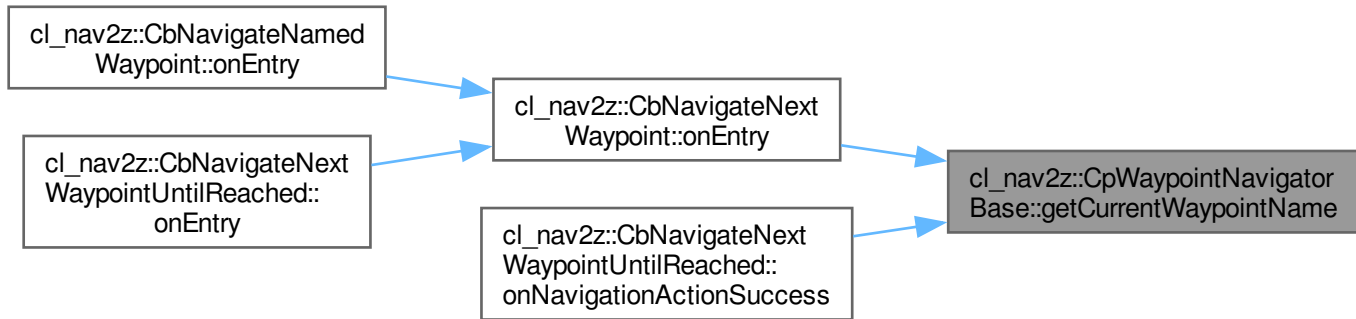 cl_nav2z::CbNavigateNamed
Waypoint::onEntry
cl_nav2z::CbNavigateNext
WaypointUntilReached::
onEntry
cl_nav2z::CbNavigateNext
Waypoint::onEntry
cl_nav2z::CbNavigateNext
WaypointUntilReached::
onNavigationActionSuccess
cl_nav2z::CpWaypointNavigator
Base::getCurrentWaypointName